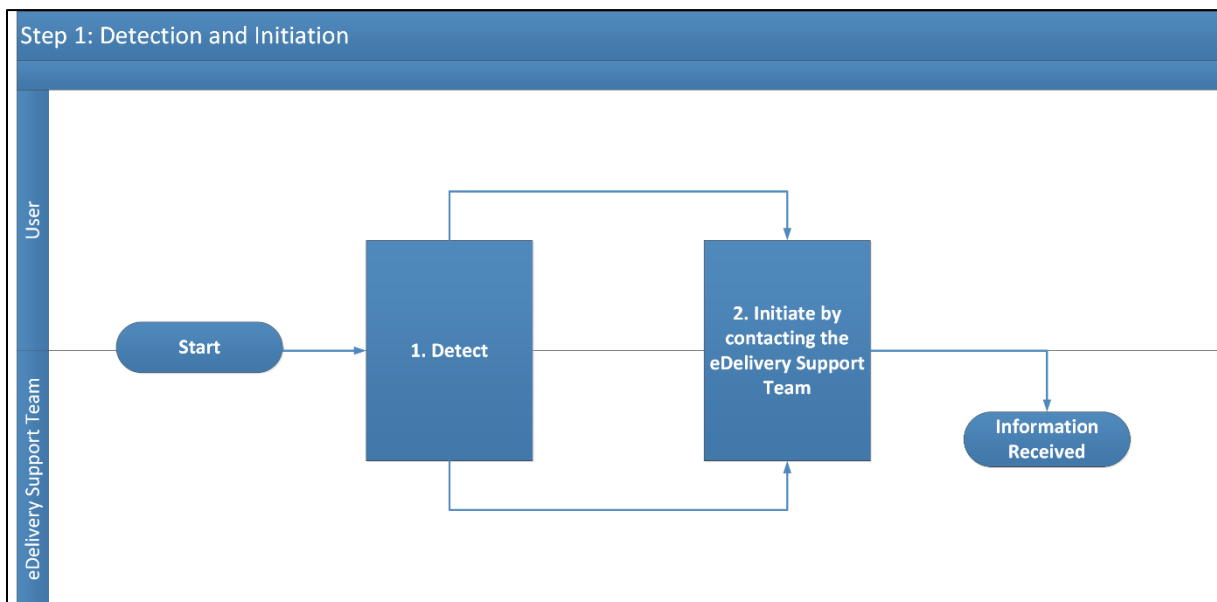 Step 1: Detection and Initiation
User
eDelivery Support Team
Start
1. Detect
2. Initiate by
contacting the
eDelivery Support
Team
Information
Received